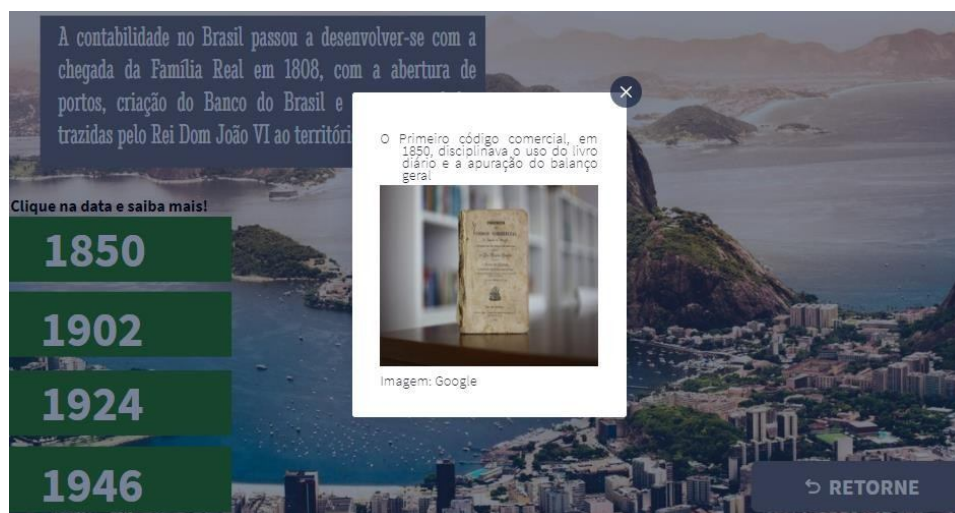 A contabilidade no Brasil passou a desenvolver-se com a
chegada da Família Real em 1808, com a abertura de
portos, criação do Banco do Brasil e
trazidas pelo Rei Dom João VI ao territóri
Clique na data e saiba mais!
1850
1902
1924
1946
O Primeiro código comercial, em
1850, disciplinava o uso do livro
diário e a apuração do balanço
geral
Imagem: Google
RETORNE